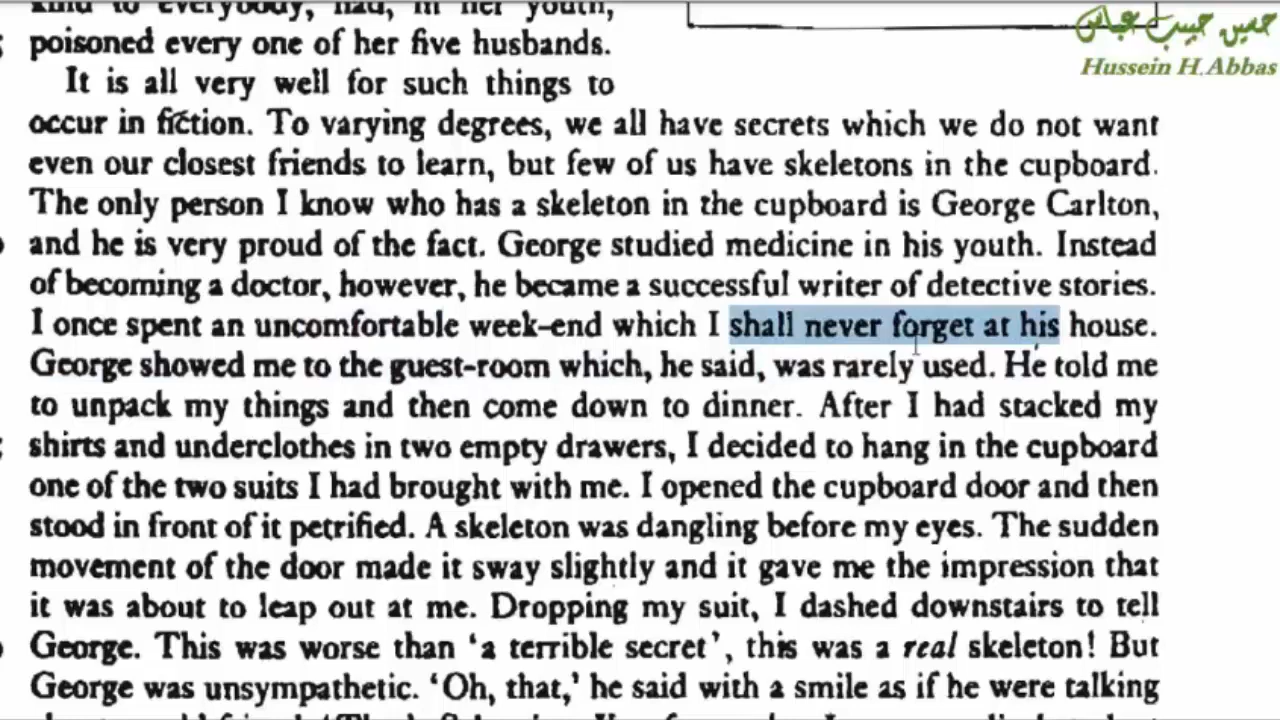 kind to everybody, had, in her youth,
حسين حبيب عباس
Hussein H.Abbas
poisoned every one of her five husbands.
It is all very well for such things to
occur in fiction. To varying degrees, we all have secrets which we do not want
even our closest friends to learn, but few of us have skeletons in the cupboard.
The only person I know who has a skeleton in the cupboard is George Carlton,
and he is very proud of the fact. George studied medicine in his youth. Instead
of becoming a doctor, however, he became a successful writer of detective stories.
I once spent an uncomfortable week-end which I shall never forget at his house.
George showed me to the guest-room which, he said, was rarely used. He told me
to unpack my things and then come down to dinner. After I had stacked my
shirts and underclothes in two empty drawers, I decided to hang in the cupboard
one of the two suits I had brought with me. I opened the cupboard door and then
stood in front of it petrified. A skeleton was dangling before my eyes. The sudden
movement of the door made it sway slightly and it gave me the impression that
it was about to leap out at me. Dropping my suit, I dashed downstairs to tell
George. This was worse than ‘a terrible secret’, this was a real skeleton! But
George was unsympathetic. ‘Oh, that,’ he said with a smile as if he were talking